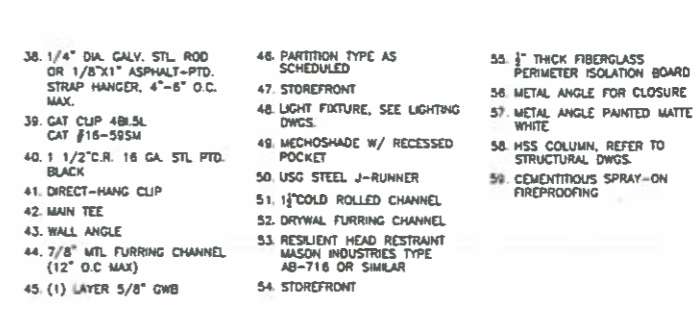 38. 1/4" DIA. GALV. STL. ROD
OR 1/8"X1" ASPHALT-PTD.
STRAP HANGER, 4'-6" O.C.
MAX.
39. GAT CLIP 4BL5L
CAT #16-59SM
40. 1 1/2"C.R. 16 GA. STL PTD.
BLACK
41. DIRECT-HANG CLIP
42. MAIN TEE
43. WALL ANGLE
44. 7/8" MTL FURRING CHANNEL
(12" O.C MAX)
45. (1) LAYER 5/8" GWB
46. PARTITION TYPE AS
SCHEDULED
47. STOREFRONT
48. LIGHT FIXTURE, SEE LIGHTING
DWGS.
49. MECHOSHADE W/ RECESSED
POCKET
50. USG STEEL J-RUNNER
51. 1½"COLD ROLLED CHANNEL
52. DRYWAL FURRING CHANNEL
53. RESILIENT HEAD RESTRAINT
MASON INDUSTRIES TYPE
AB-716 OR SIMILAR
54. STOREFRONT
55. ½" THICK FIBERGLASS
PERIMETER ISOLATION BOARD
56. METAL ANGLE FOR CLOSURE
57. METAL ANGLE PAINTED MATTE
WHITE
58. HSS COLUMN, REFER TO
STRUCTURAL DWGS.
59. CEMENTITIOUS SPRAY-ON
FIREPROOFING